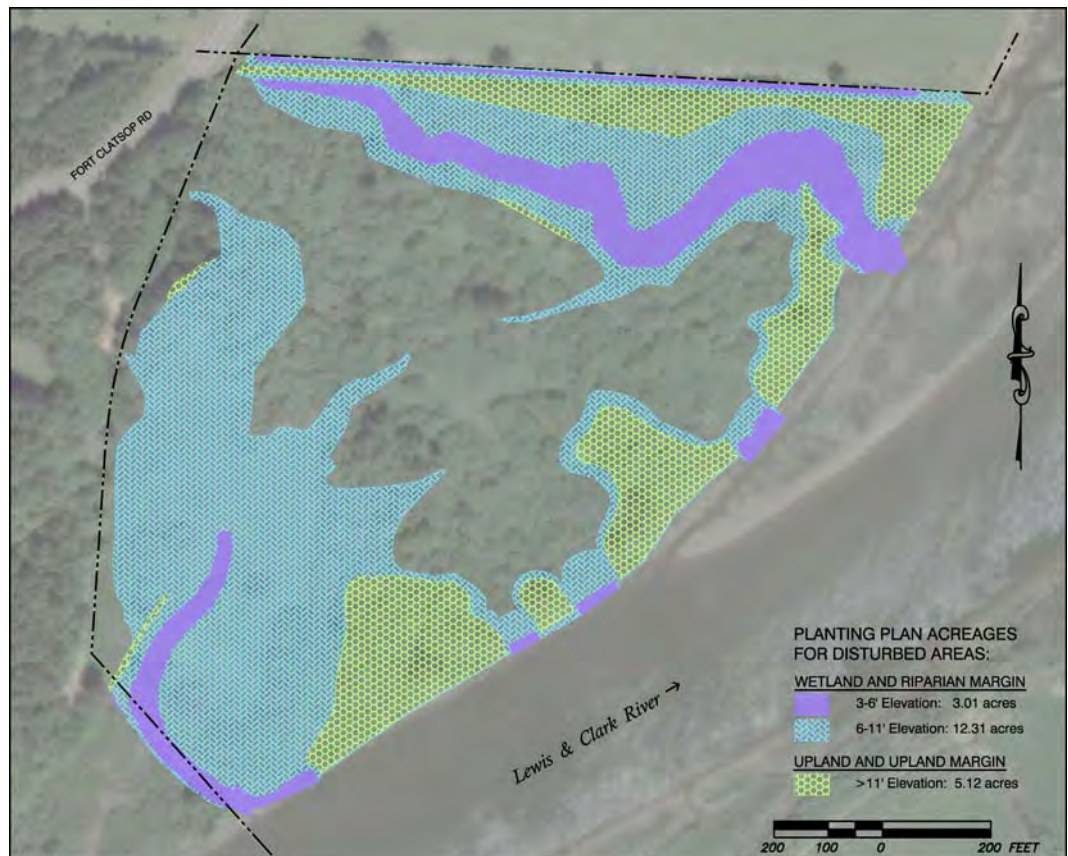 FORT CLATSOP RD
Lewis & Clark River →
PLANTING PLAN ACREAGES
FOR DISTURBED AREAS:
WETLAND AND RIPARIAN MARGIN
3-6' Elevation: 3.01 acres
6-11' Elevation: 12.31 acres
UPLAND AND UPLAND MARGIN
>11' Elevation: 5.12 acres
200 100 0 200 FEET